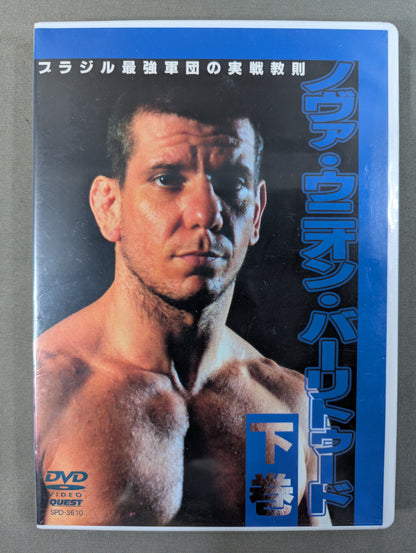 ブラジル最強軍団の実戦教則
ノヴァ・ウニオン・バーリトゥード
下巻
DVD
VIDEO
QUEST
SPD-3610